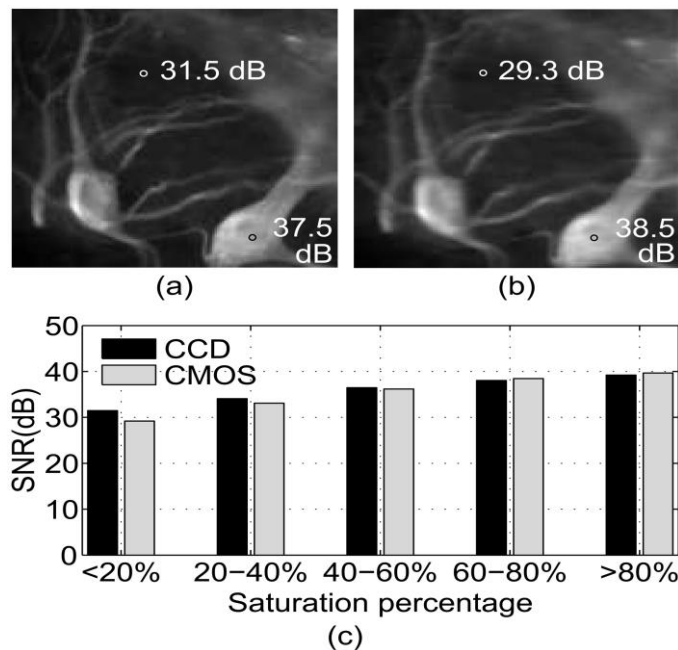 31.5 dB
37.5
dB
(a)
29.3 dB
38.5
dB
(b)
50
40
30
20
10
0
SNR(dB)
CCD
CMOS
<20%
20−40%
40−60%
60−80%
>80%
Saturation percentage
(c)